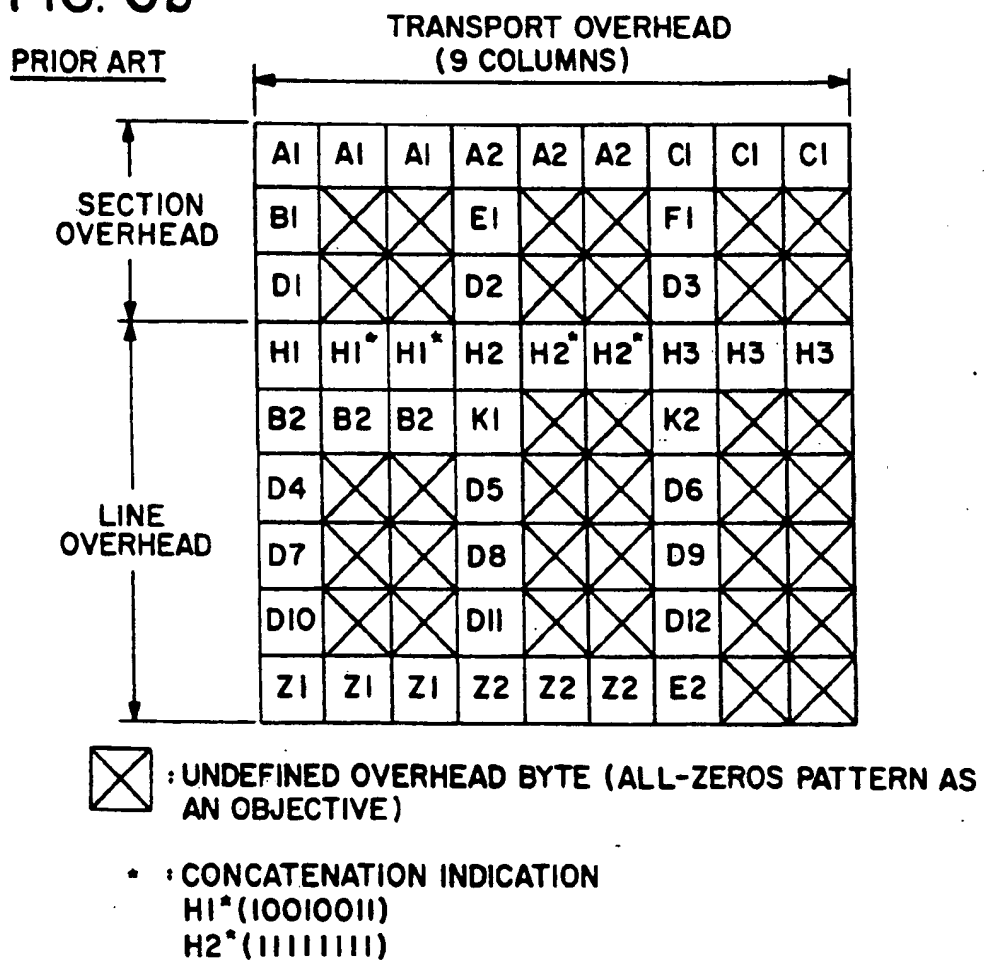 TRANSPORT OVERHEAD
PRIOR ART
(9 COLUMNS)
A1 A1 A1 A2 A2 A2 C1 C1 C1
SECTION
OVERHEAD
B1 E1 F1
D1 D2 D3
H1 H1* H1* H2 H2* H2* H3 H3 H3
B2 B2 B2 K1 K2
D4 D5 D6
LINE
OVERHEAD
D7 D8 D9
D10 D11 D12
Z1 Z1 Z1 Z2 Z2 Z2 E2
: UNDEFINED OVERHEAD BYTE (ALL-ZEROS PATTERN AS
AN OBJECTIVE)
* : CONCATENATION INDICATION
H1*(10010011)
H2*(11111111)